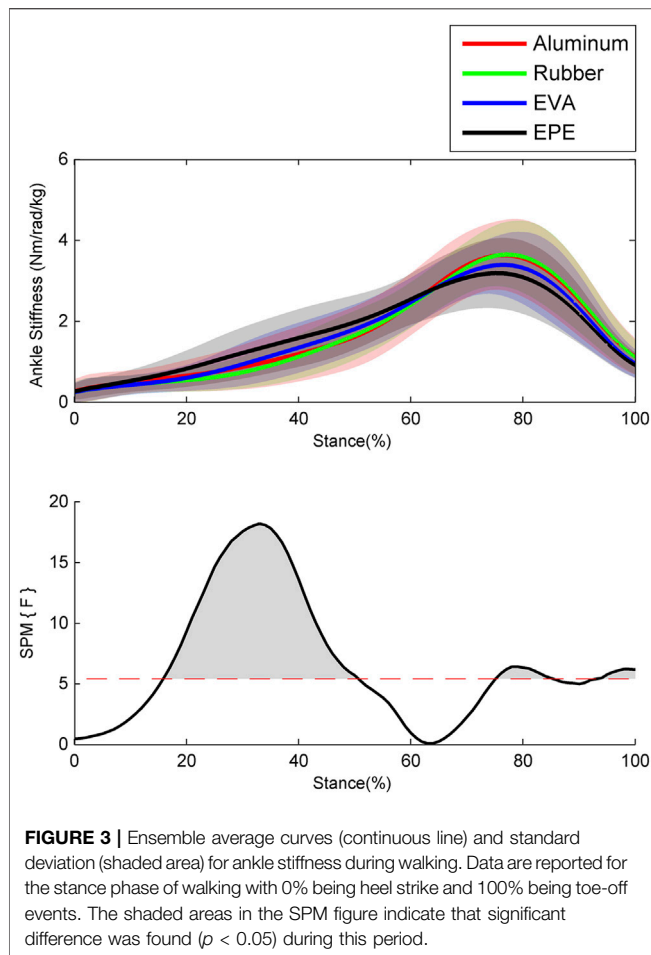 Aluminum
Rubber
EVA
EPE
6
4
2
0
Ankle Stiffness (Nm/rad/kg)
0 20 40 60 80 100
Stance(%)
20
15
10
5
0
SPM { F }
0 20 40 60 80 100
Stance(%)
FIGURE 3 | Ensemble average curves (continuous line) and standard
deviation (shaded area) for ankle stiffness during walking. Data are reported for
the stance phase of walking with 0% being heel strike and 100% being toe-off
events. The shaded areas in the SPM figure indicate that significant
difference was found (p < 0.05) during this period.